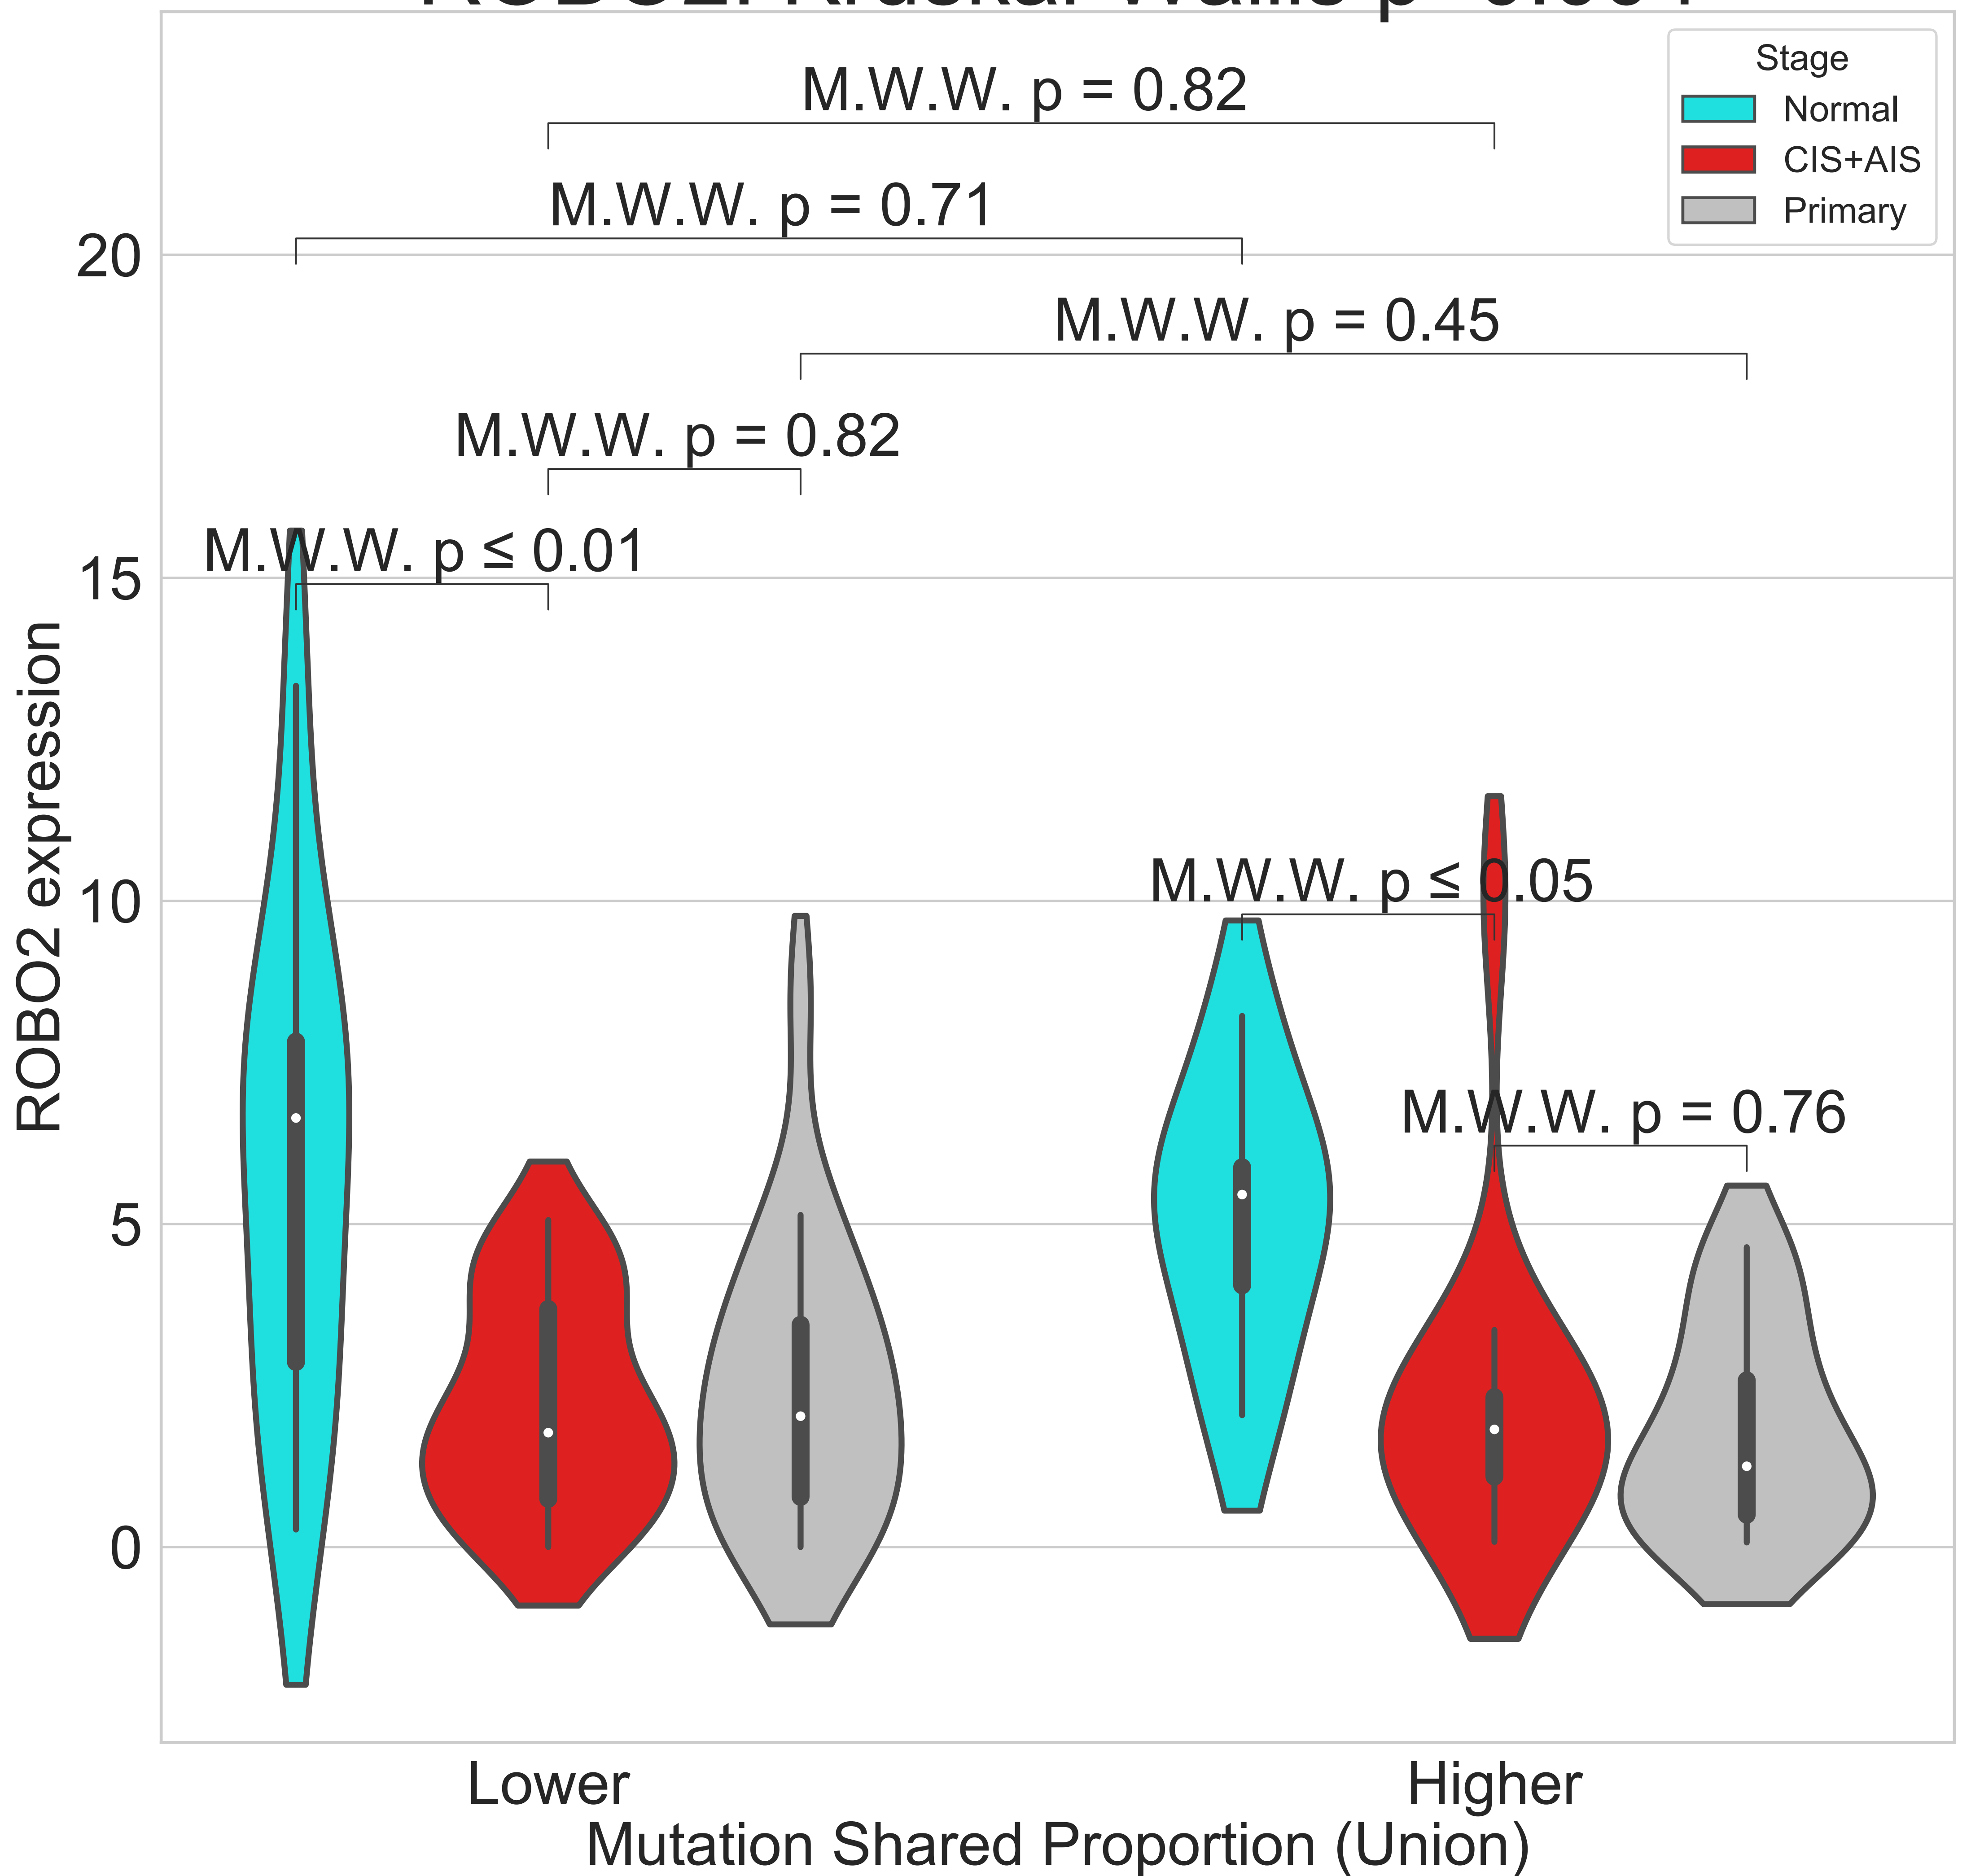 Stage
Normal
CIS+AIS
Primary
M.W.W. p = 0.82
M.W.W. p = 0.71
M.W.W. p = 0.45
M.W.W. p = 0.82
M.W.W. p ≤ 0.01
M.W.W. p ≤ 0.05
M.W.W. p = 0.76
20
15
10
5
0
ROBO2 expression
Lower
Higher
Mutation Shared Proportion (Union)